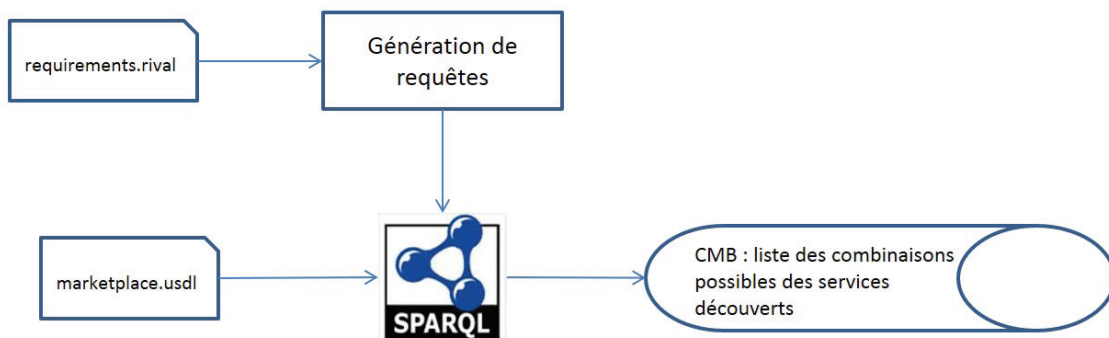 requirements.rival
Génération de
requêtes
marketplace.usdl
SPARQL
CMB : liste des combinaisons
possibles des services
découverts